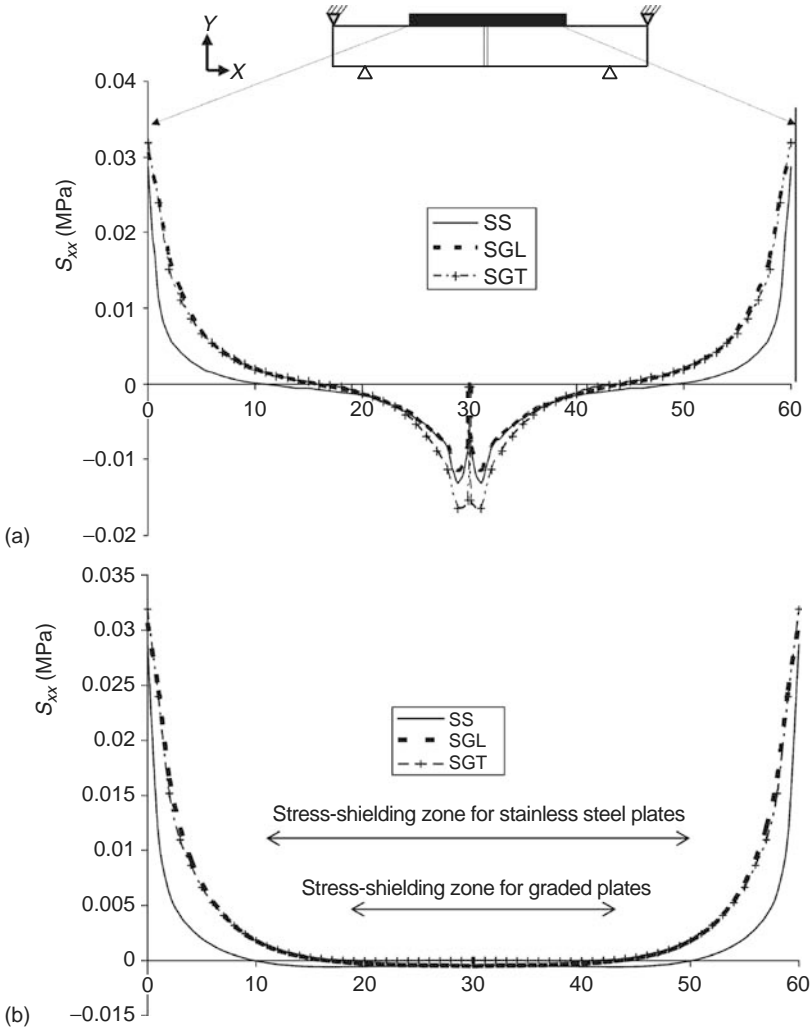 Y
X
0.04
0.03
0.02
0.01
0
−0.01
−0.02
S_xx (MPa)
SS
SGL
SGT
0 10 20 30 40 50 60
(a)
0.035
0.03
0.025
0.02
0.015
0.01
0.005
0
−0.015
S_xx (MPa)
SS
SGL
SGT
Stress-shielding zone for stainless steel plates
Stress-shielding zone for graded plates
0 10 20 30 40 50 60
(b)